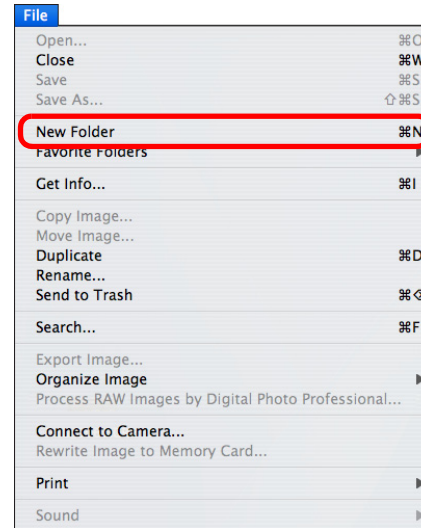 File
Open... ⌘O
Close ⌘W
Save ⌘S
Save As... ⇧⌘S
New Folder ⌘N
Favorite Folders
Get Info... ⌘I
Copy Image...
Move Image...
Duplicate ⌘D
Rename...
Send to Trash ⌘
Search... ⌘F
Export Image...
Organize Image
Process RAW Images by Digital Photo Professional...
Connect to Camera...
Rewrite Image to Memory Card...
Print
Sound